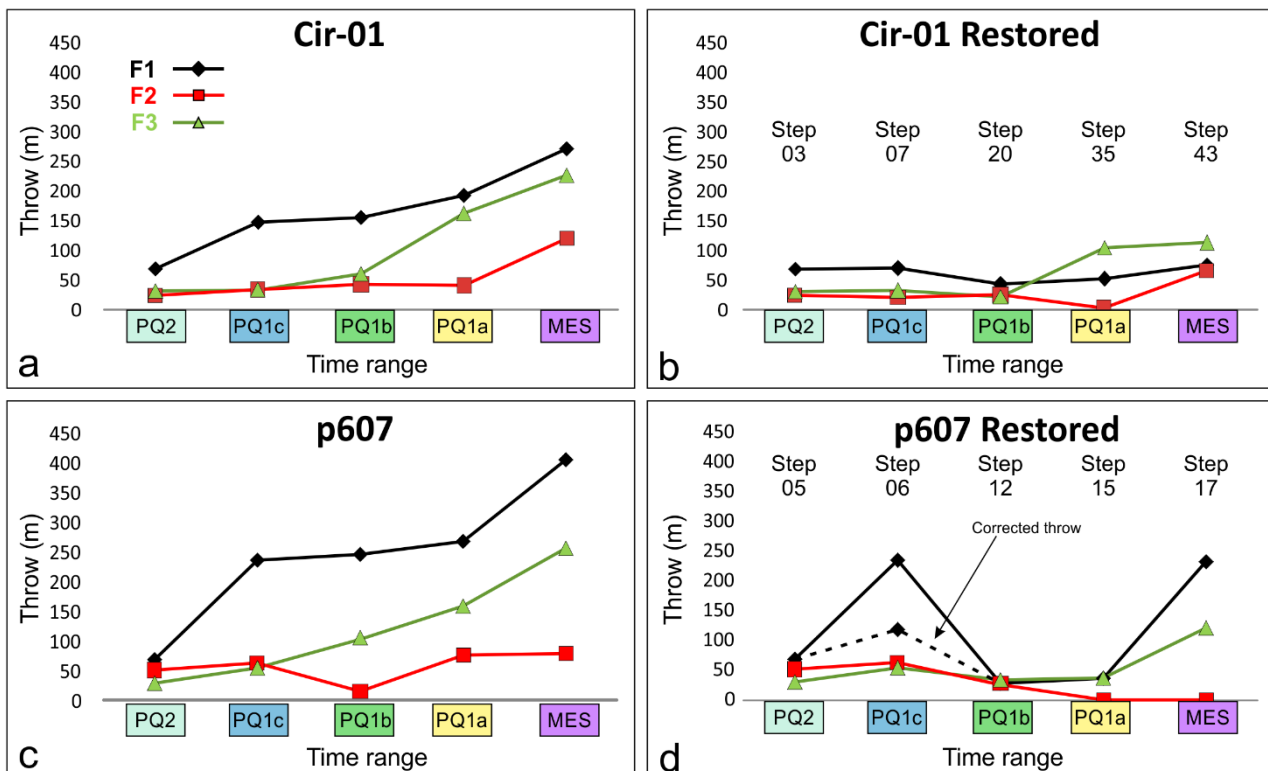 Cir-01
450
400
350
300
250
200
150
100
50
0
Throw (m)
F1
F2
F3
PQ2 PQ1c PQ1b PQ1a MES
Time range
a
Cir-01 Restored
450
400
350
300
250
200
150
100
50
0
Throw (m)
Step Step Step Step Step
03 07 20 35 43
PQ2 PQ1c PQ1b PQ1a MES
Time range
b
p607
450
400
350
300
250
200
150
100
50
0
Throw (m)
PQ2 PQ1c PQ1b PQ1a MES
Time range
c
p607 Restored
450
400
350
300
250
200
150
100
50
0
Throw (m)
Step Step Step Step Step
05 06 12 15 17
Corrected throw
PQ2 PQ1c PQ1b PQ1a MES
Time range
d